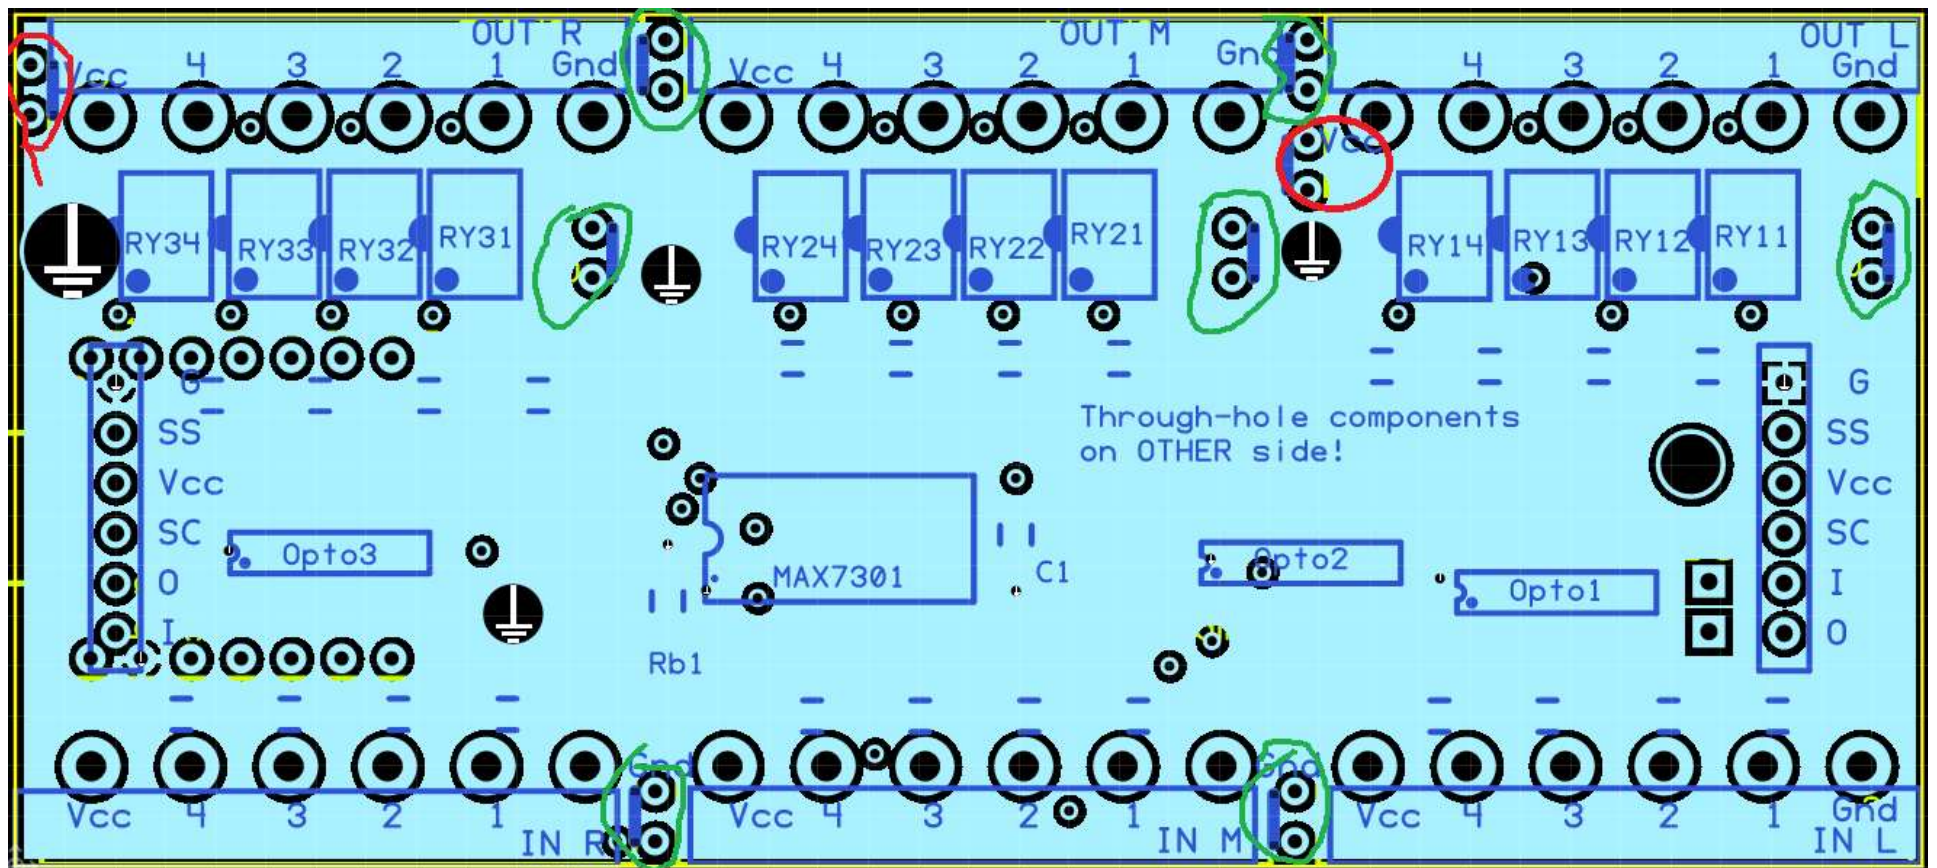 OUT R
OUT M
OUT L
Vcc 4 3 2 1 Gnd
Vcc 4 3 2 1 Gnd
Vcc 4 3 2 1 Gnd
RY34 RY33 RY32 RY31
RY24 RY23 RY22 RY21
RY14 RY13 RY12 RY11
G
SS
Vcc
SC
O
I
Through-hole components
on OTHER side!
G
SS
Vcc
SC
I
O
Opto3
MAX7301
C1
Opto2
Opto1
Rb1
Vcc 4 3 2 1 Gnd
IN R
Vcc 4 3 2 1 Gnd
IN M
Vcc 4 3 2 1 Gnd
IN L